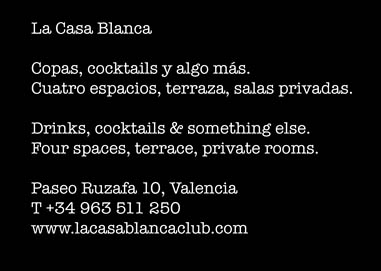 La Casa Blanca
Copas, cocktails y algo más.
Cuatro espacios, terraza, salas privadas.
Drinks, cocktails & something else.
Four spaces, terrace, private rooms.
Paseo Ruzafa 10, Valencia
T +34 963 511 250
www.lacasablancaclub.com